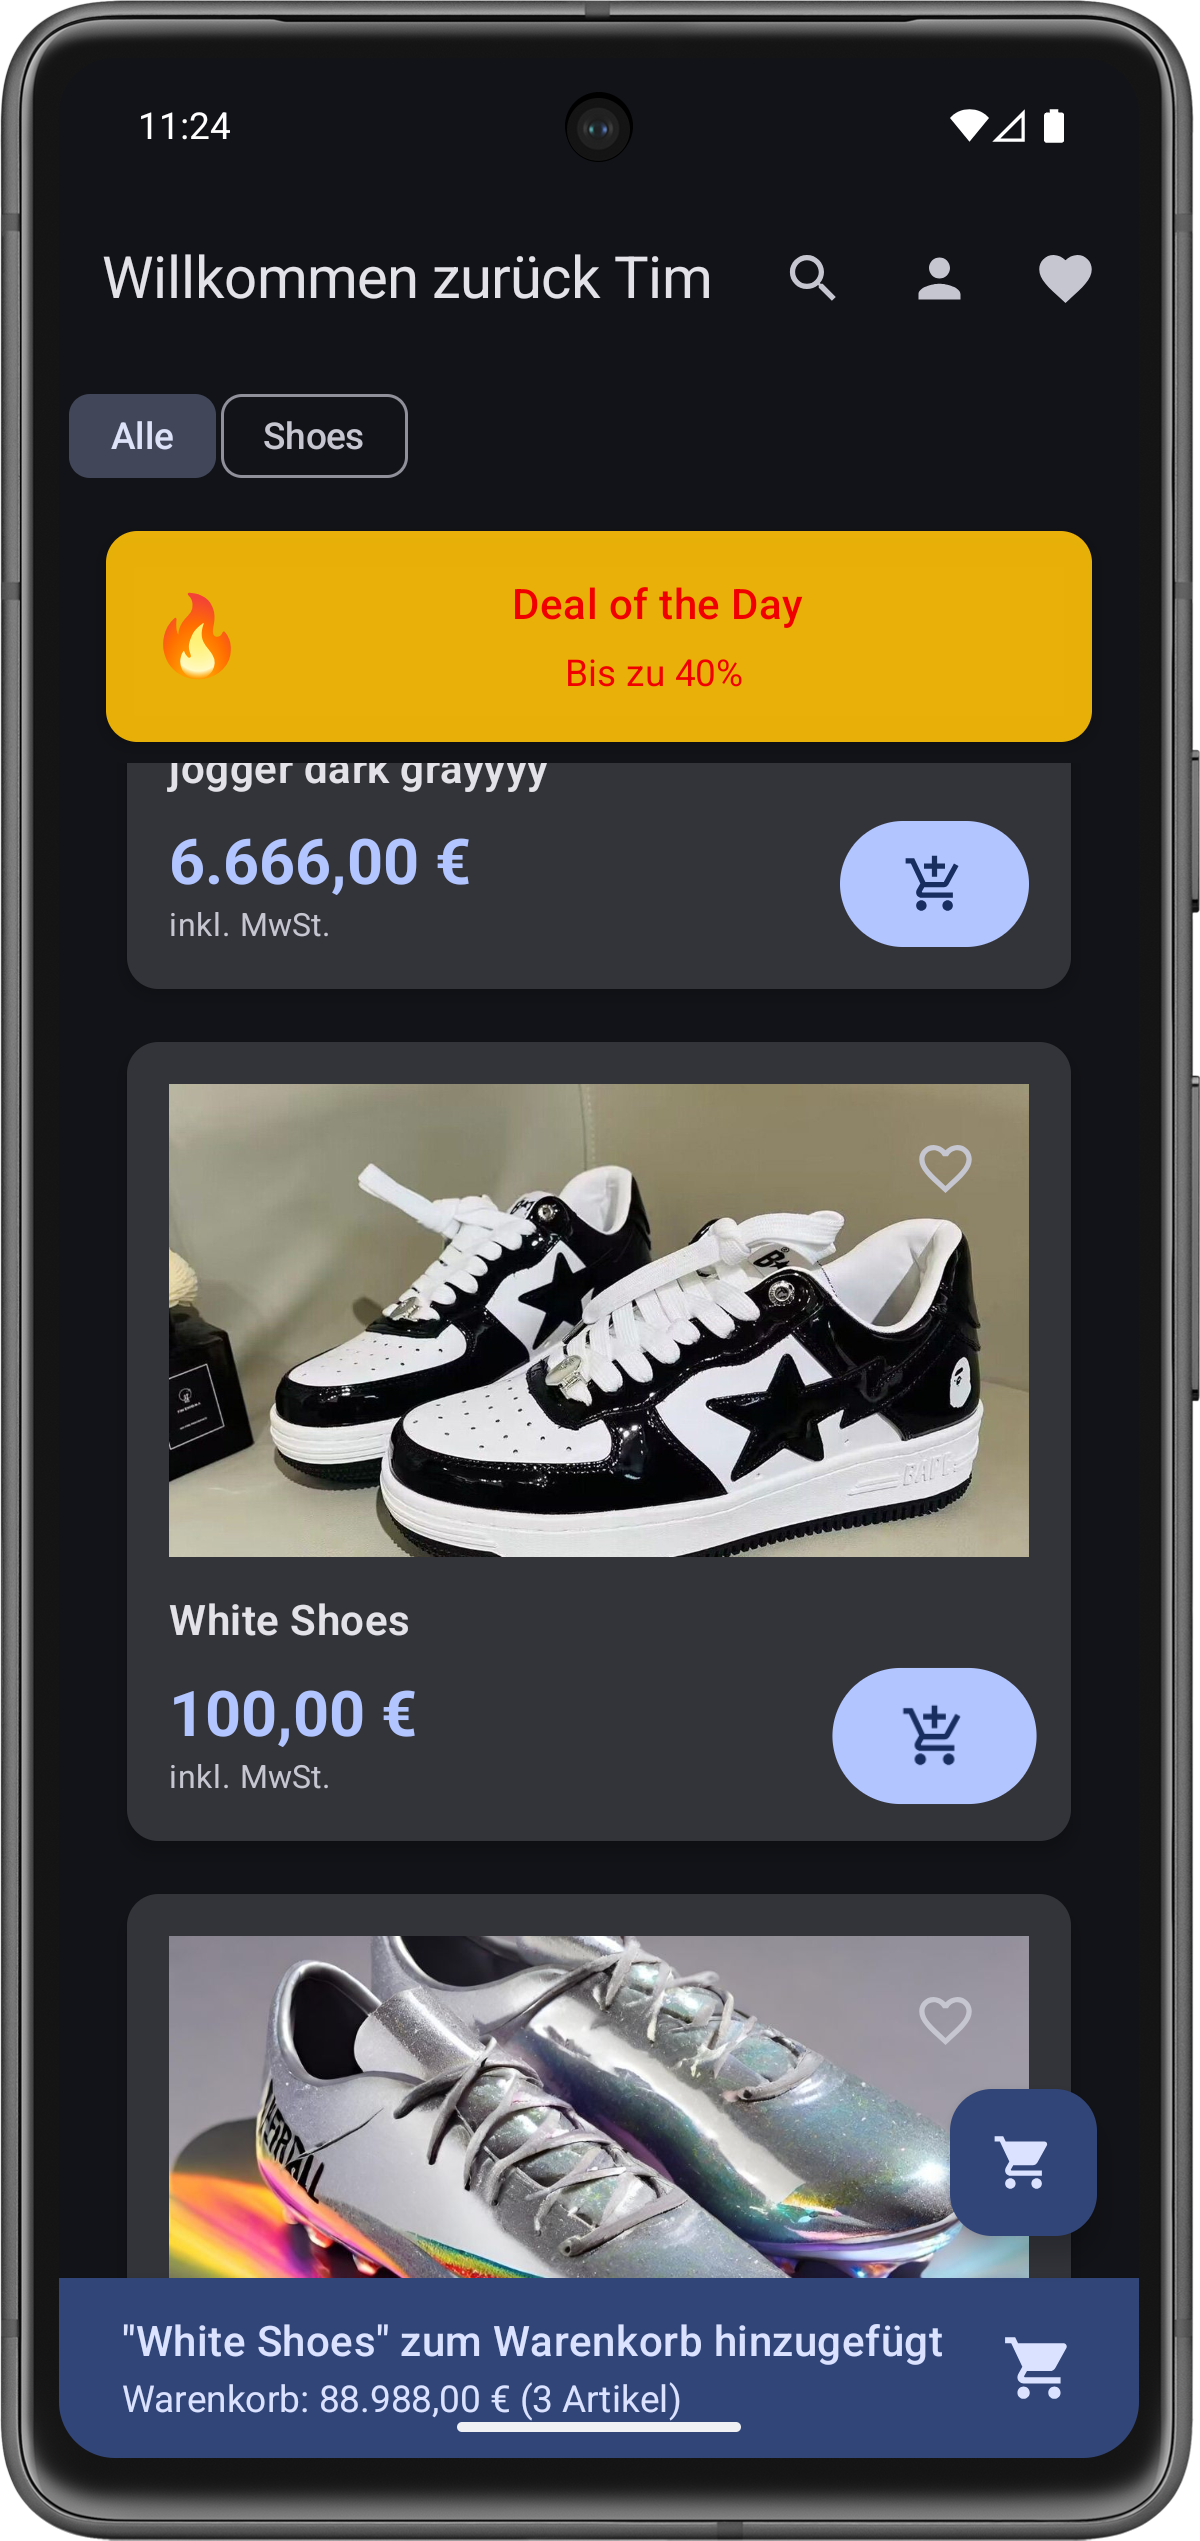 11:24
Willkommen zurück Tim
Alle
Shoes
Deal of the Day
Bis zu 40%
jogger dark grayyyy
6.666,00 €
inkl. MwSt.
BAPE
White Shoes
100,00 €
inkl. MwSt.
"White Shoes" zum Warenkorb hinzugefügt
Warenkorb: 88.988,00 € (3 Artikel)